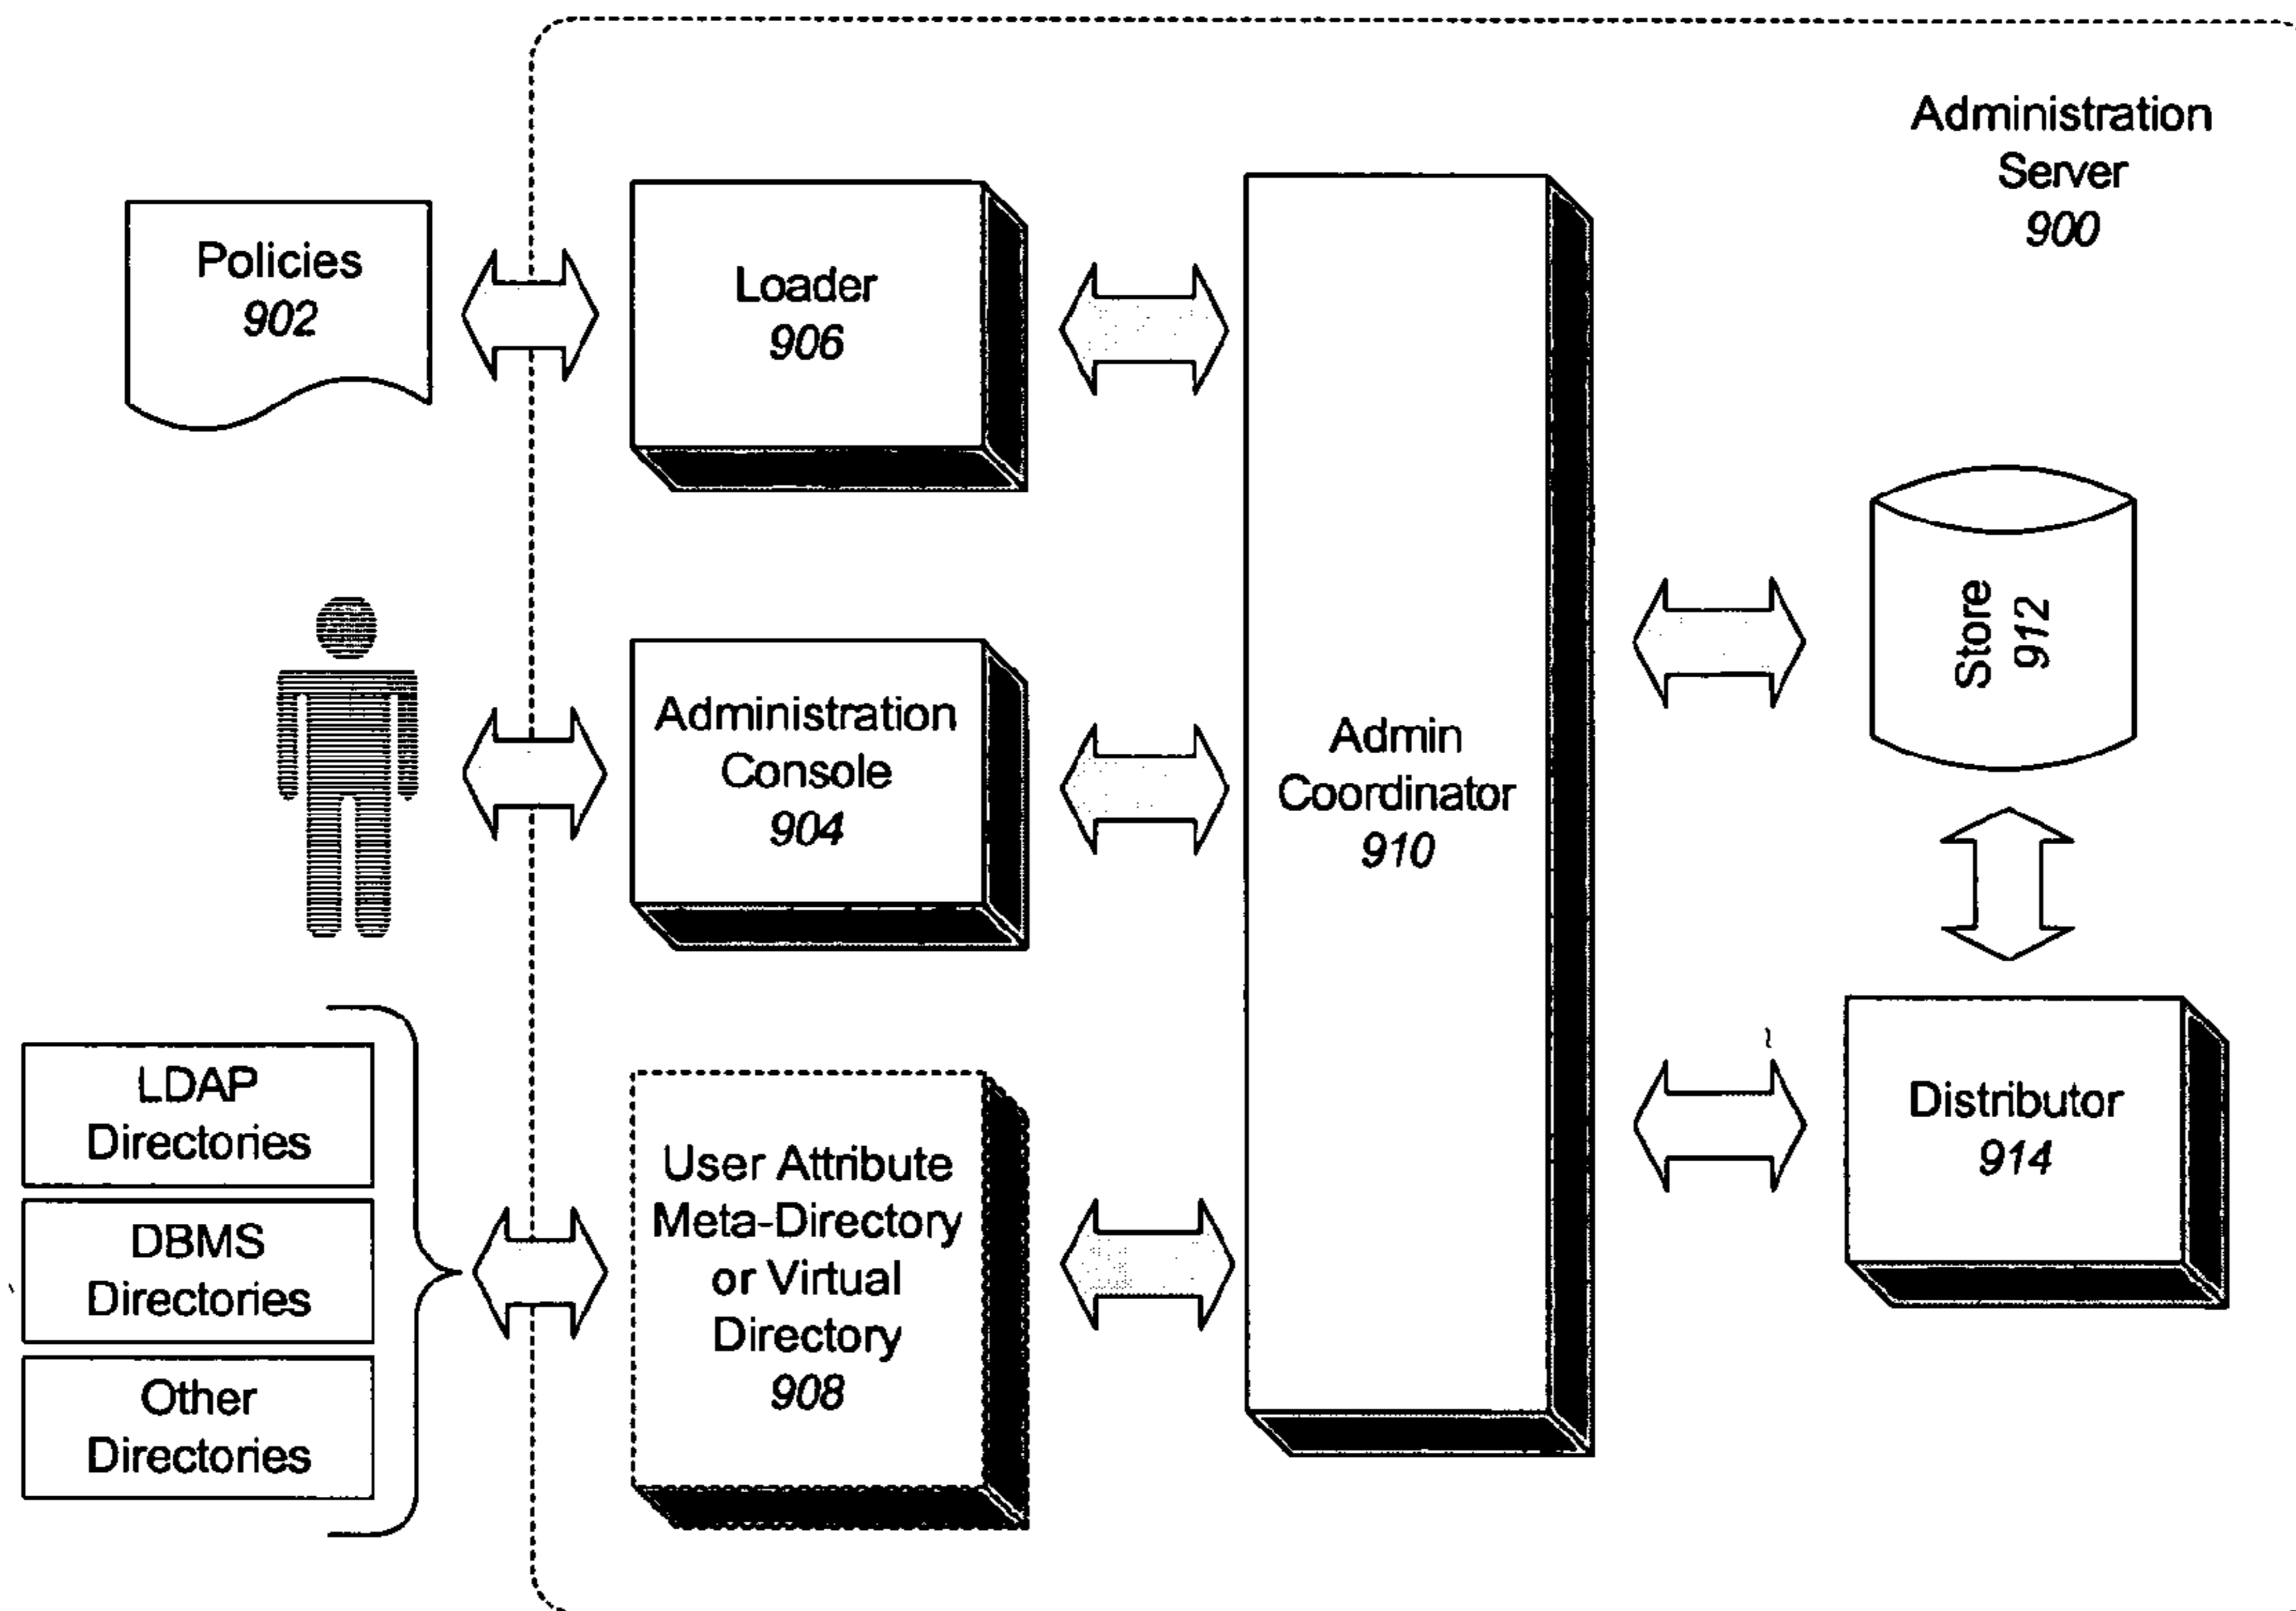 Administration
Server
900
Policies
902
Loader
906
Administration
Console
904
Admin
Coordinator
910
Store
912
LDAP
Directories
DBMS
Directories
Other
Directories
User Attribute
Meta-Directory
or Virtual
Directory
908
Distributor
914